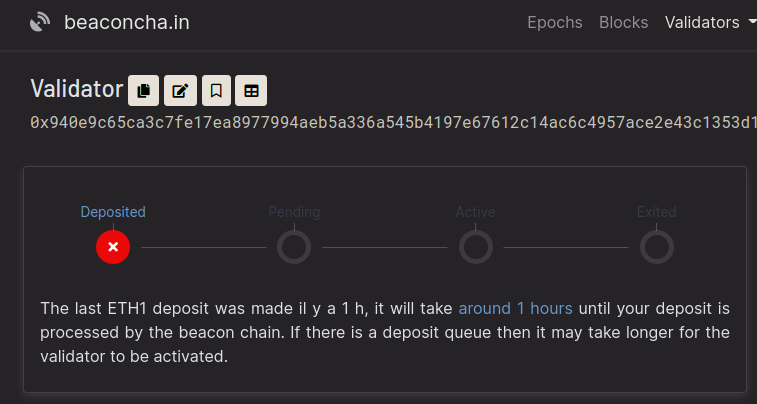 beaconcha.in
Epochs Blocks Validators
Validator
0x940e9c65ca3c7fe17ea8977994aeb5a336a545b4197e67612c14ac6c4957ace2e43c1353d1
Deposited Pending Active Exited
The last ETH1 deposit was made il y a 1 h, it will take around 1 hours until your deposit is
processed by the beacon chain. If there is a deposit queue then it may take longer for the
validator to be activated.